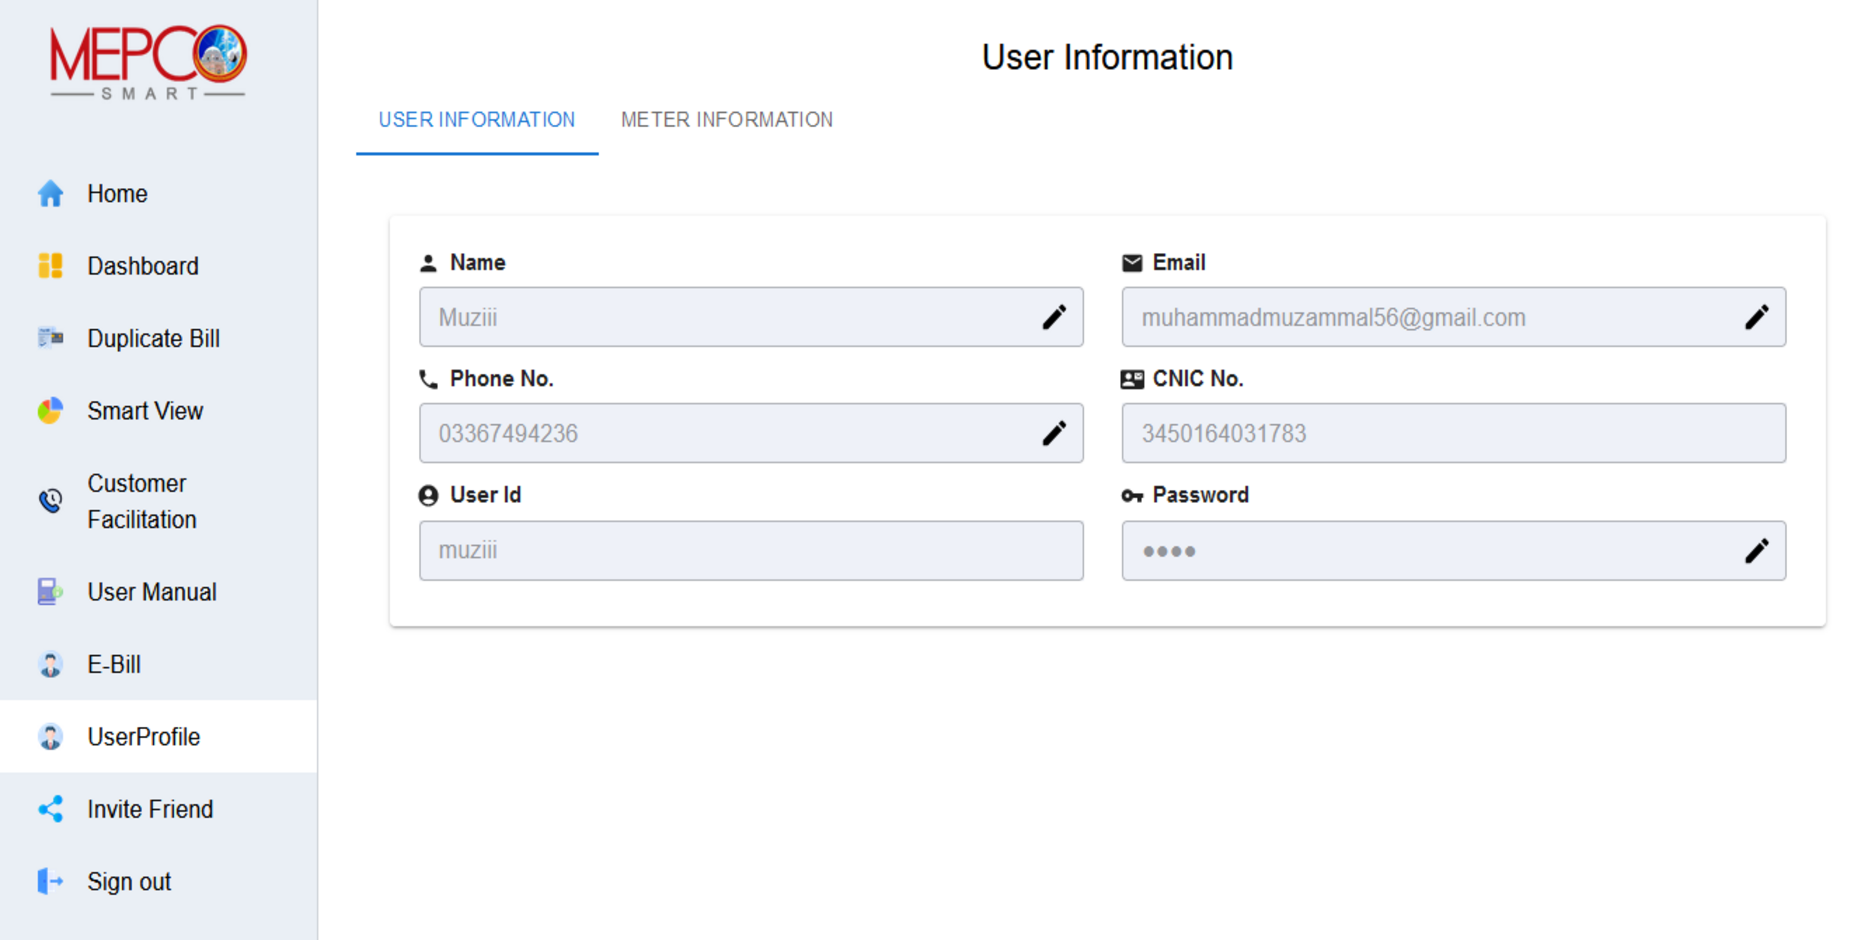 MEPCO
SMART
Home
Dashboard
Duplicate Bill
Smart View
Customer
Facilitation
User Manual
E-Bill
UserProfile
Invite Friend
Sign out
User Information
USER INFORMATION METER INFORMATION
Name
Muziii
Email
muhammadmuzammal56@gmail.com
Phone No.
03367494236
CNIC No.
3450164031783
User Id
muziii
Password
●●●●